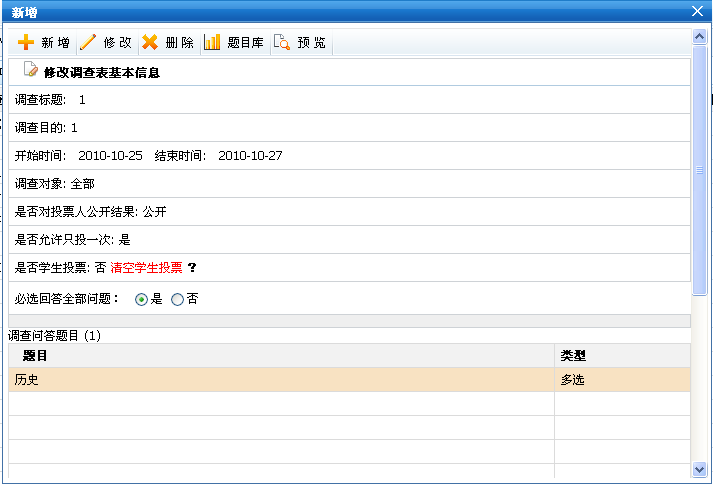 新增
新 增 修 改 删 除 题目库 预 览
修改调查表基本信息
调查标题: 1
调查目的: 1
开始时间: 2010-10-25 结束时间: 2010-10-27
调查对象: 全部
是否对投票人公开结果: 公开
是否允许只投一次: 是
是否学生投票: 否 清空学生投票 ?
必选回答全部问题： 是 否
调查问答题目 (1)
题目 类型
历史 多选